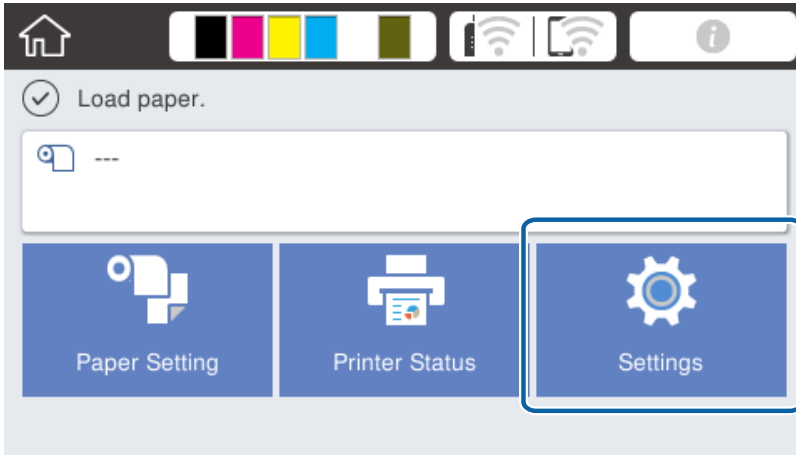 Load paper.
---
Paper Setting
Printer Status
Settings